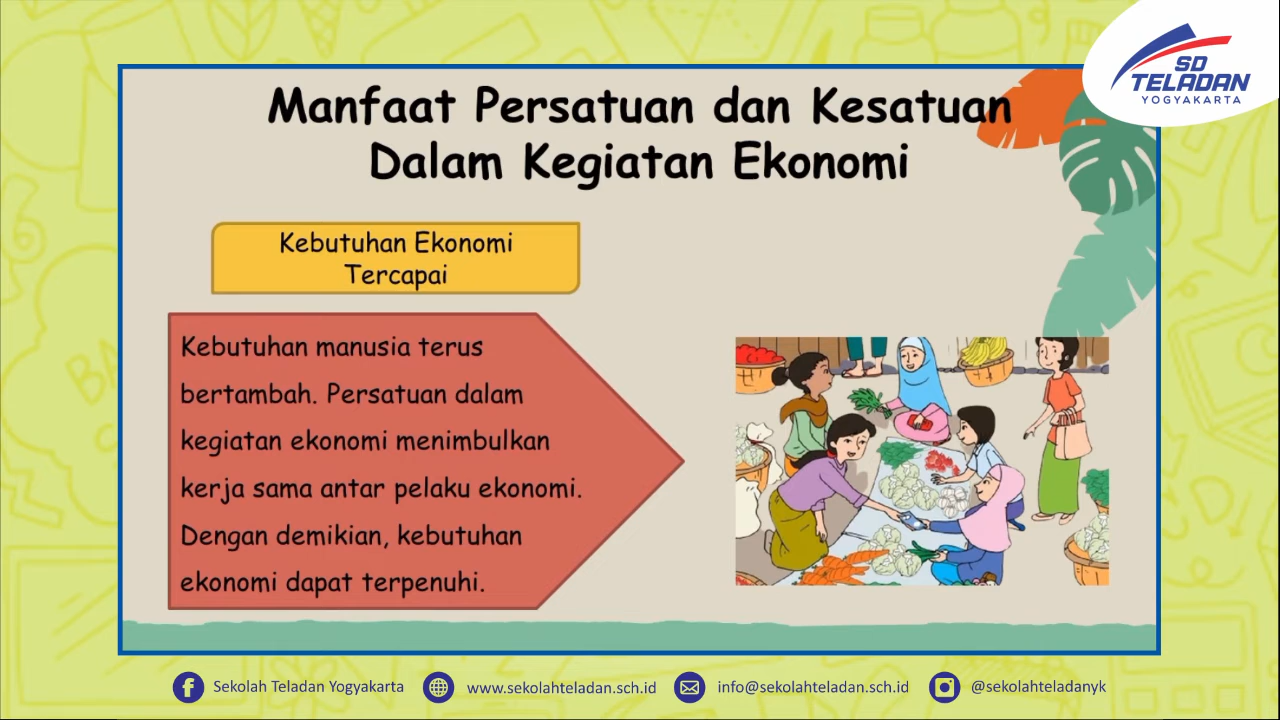 SD
TELADAN
YOGYAKARTA
Manfaat Persatuan dan Kesatuan
Dalam Kegiatan Ekonomi
Kebutuhan Ekonomi
Tercapai
Kebutuhan manusia terus
bertambah. Persatuan dalam
kegiatan ekonomi menimbulkan
kerja sama antar pelaku ekonomi.
Dengan demikian, kebutuhan
ekonomi dapat terpenuhi.
Sekolah Teladan Yogyakarta
www.sekolahteladan.sch.id
info@sekolahteladan.sch.id
@sekolahteladanyk